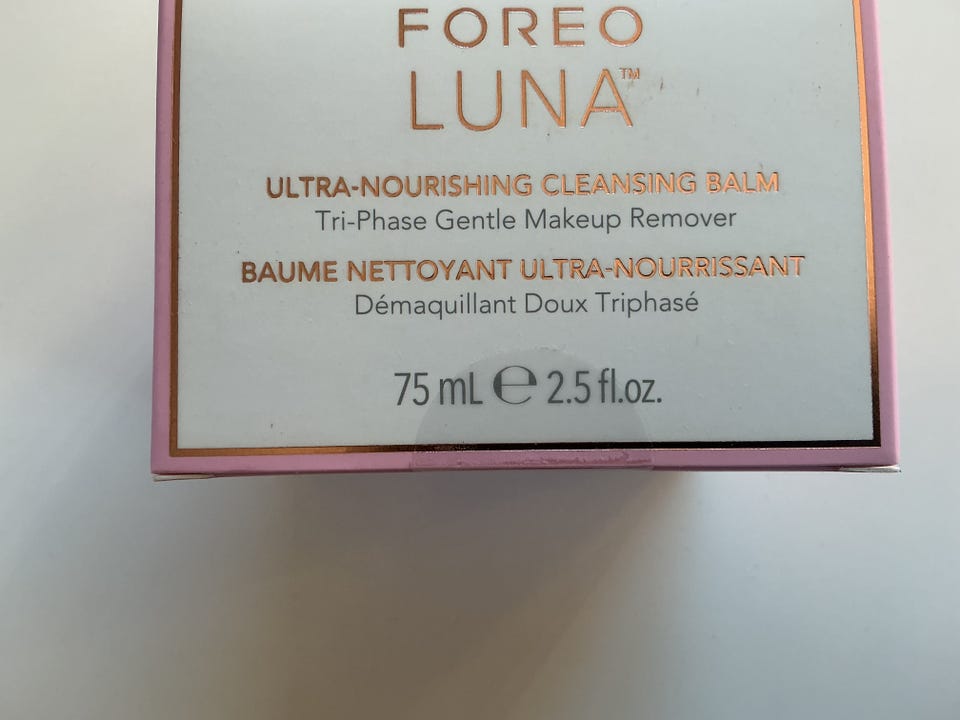 FOREO
LUNA™
ULTRA-NOURISHING CLEANSING BALM
Tri-Phase Gentle Makeup Remover
BAUME NETTOYANT ULTRA-NOURRISSANT
Démaquillant Doux Triphasé
75 mL ℮ 2.5 fl.oz.